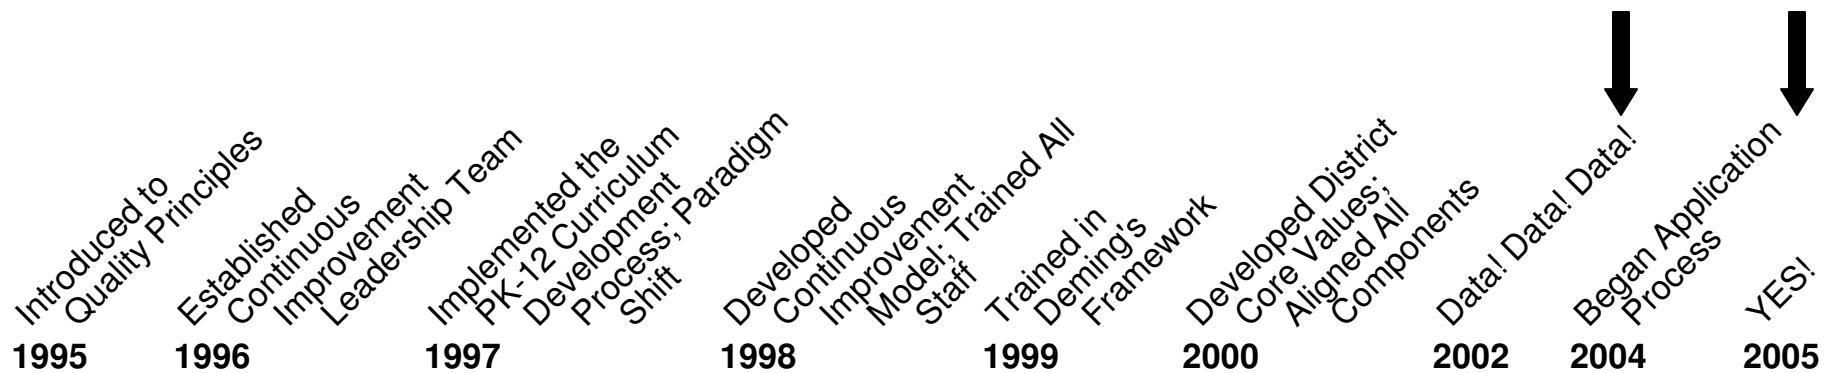 Introduced to
Quality Principles
Established
Continuous
Improvement
Leadership Team
Implemented the
PK-12 Curriculum
Development
Process; Paradigm
Shift
Developed
Continuous
Improvement
Model; Trained All
Staff
Trained in
Deming's
Framework
Developed District
Core Values;
Aligned All
Components
Data! Data! Data!
Began Application
Process
YES!
1995 1996 1997 1998 1999 2000 2002 2004 2005